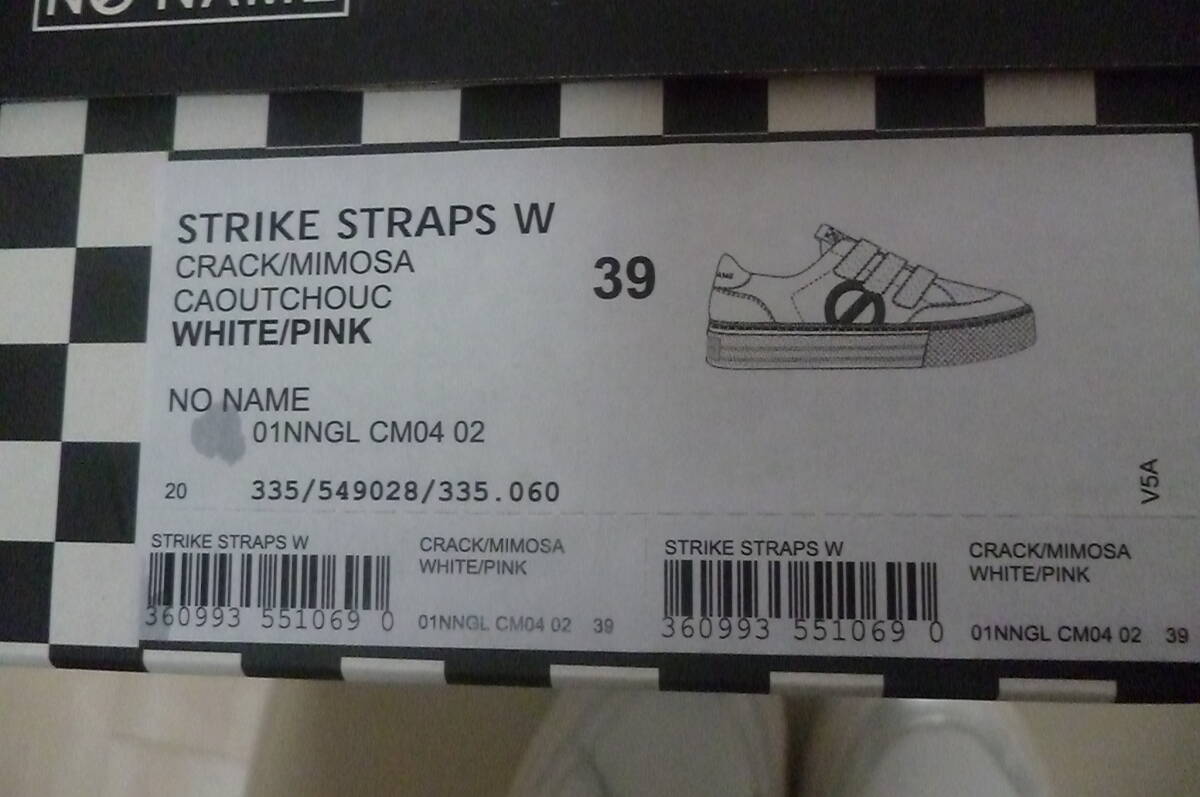 NO NAME
STRIKE STRAPS W
CRACK/MIMOSA
CAOUTCHOUC
WHITE/PINK
39
NO NAME
01NNGL CM04 02
20 335/549028/335.060
V5A
STRIKE STRAPS W
360993 551069 0
CRACK/MIMOSA
WHITE/PINK
01NNGL CM04 02 39
STRIKE STRAPS W
360993 551069 0
CRACK/MIMOSA
WHITE/PINK
01NNGL CM04 02 39